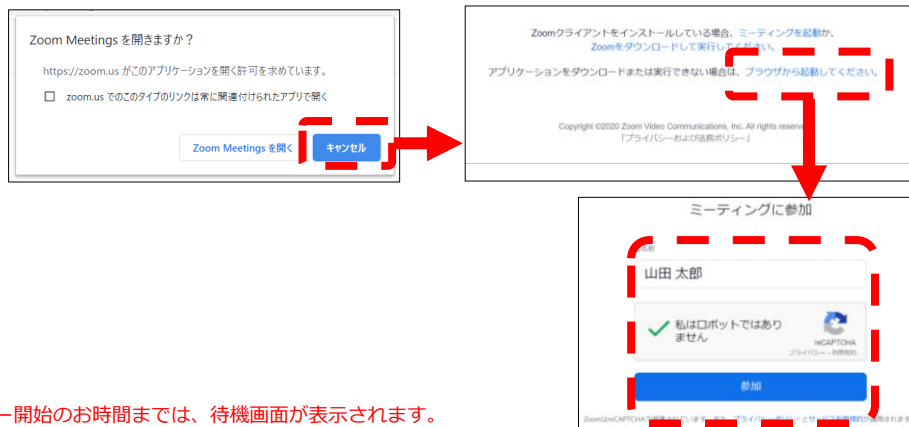 Zoom Meetings を開きますか？
https://zoom.us がこのアプリケーションを開く許可を求めています。
zoom.us でのこのタイプのリンクは常に関連付けられたアプリで開く
Zoom Meetings を開く
キャンセル
Zoomクライアントをインストールしている場合、ミーティングを起動か、
Zoomをダウンロードして実行してください。
アプリケーションをダウンロードまたは実行できない場合は、ブラウザから起動してください。
Copyright ©2020 Zoom Video Communications, Inc. All rights reserve
「プライバシーおよび法務ポリシー」
ミーティングに参加
名前
山田 太郎
私はロボットではあり
ません
reCAPTCHA
プライバシー - 利用規約
参加
ー開始のお時間までは、待機画面が表示されます。